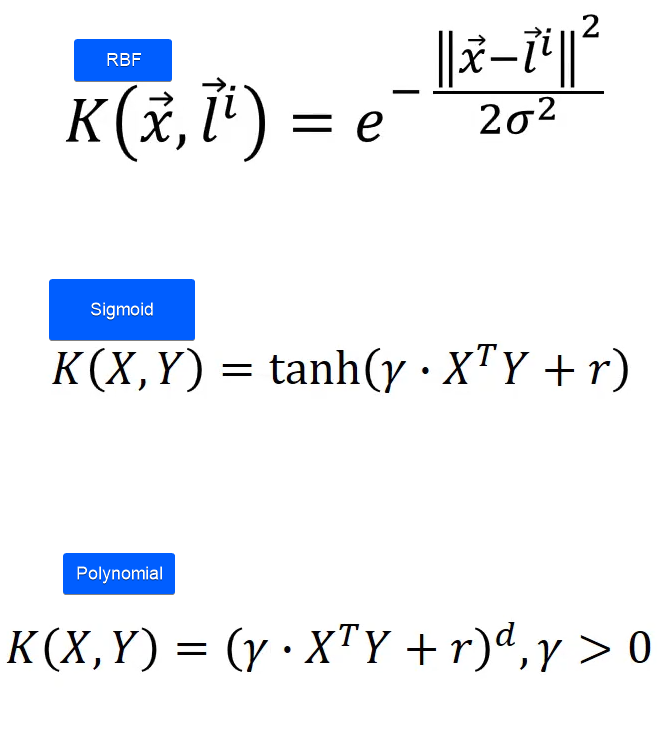 RBF
K(x⃗, l⃗ⁱ) = e^(−‖x⃗−l⃗ⁱ‖² / 2σ²)
Sigmoid
K(X, Y) = tanh(γ · XᵀY + r)
Polynomial
K(X, Y) = (γ · XᵀY + r)ᵈ, γ > 0